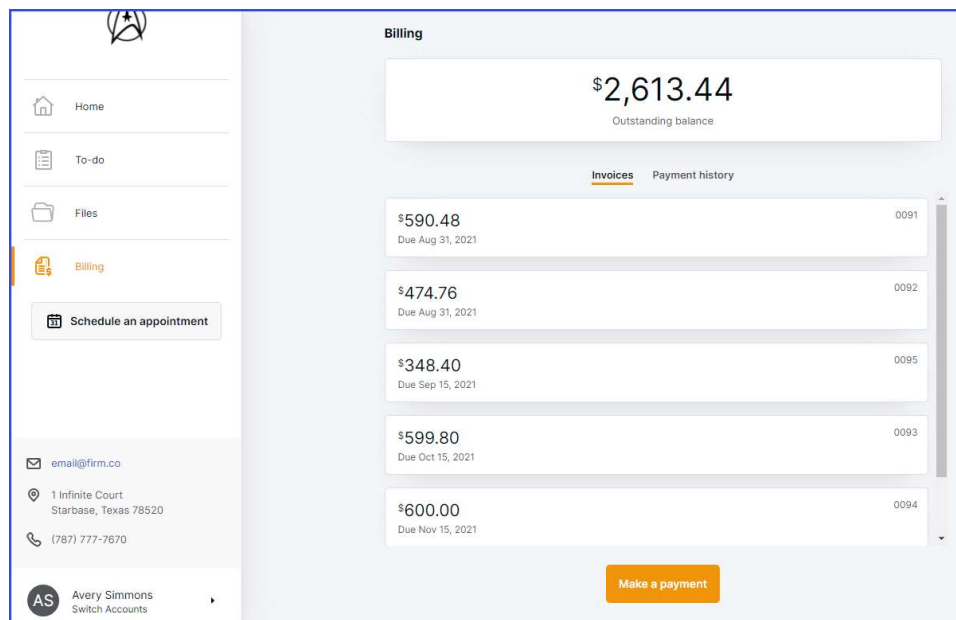 Home
To-do
Files
Billing
31 Schedule an appointment
email@firm.co
1 Infinite Court
Starbase, Texas 78520
(787) 777-7670
AS
Avery Simmons
Switch Accounts
Billing
$2,613.44
Outstanding balance
Invoices Payment history
$590.48 0091
Due Aug 31, 2021
$474.76 0092
Due Aug 31, 2021
$348.40 0095
Due Sep 15, 2021
$599.80 0093
Due Oct 15, 2021
$600.00 0094
Due Nov 15, 2021
Make a payment